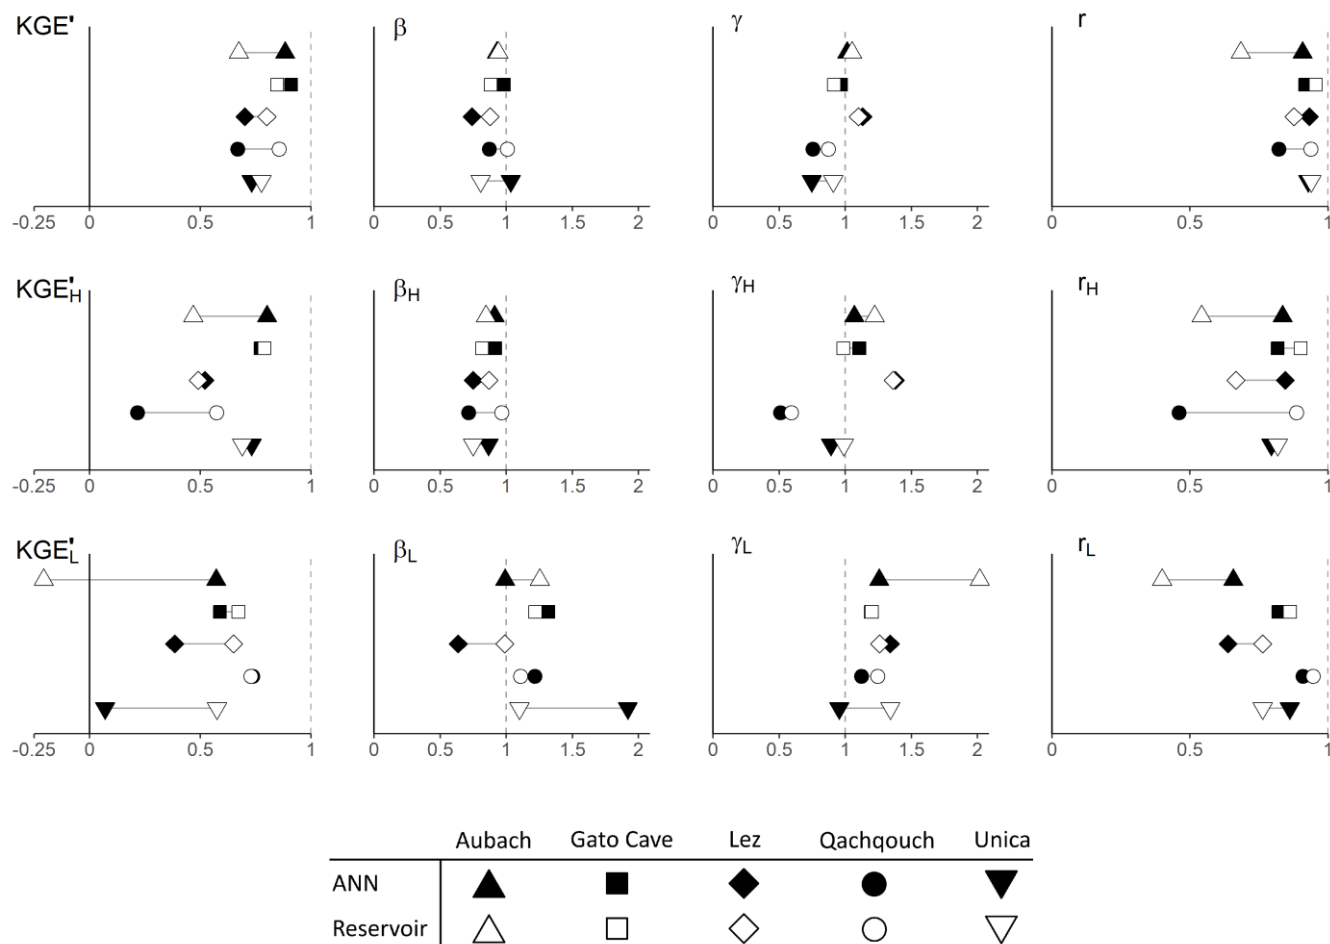 KGE' β γ r
-0.25 0 0.5 1 0 0.5 1 1.5 2 0 0.5 1 1.5 2 0 0.5 1
KGE'H βH γH rH
-0.25 0 0.5 1 0 0.5 1 1.5 2 0 0.5 1 1.5 2 0 0.5 1
KGE'L βL γL rL
-0.25 0 0.5 1 0 0.5 1 1.5 2 0 0.5 1 1.5 2 0 0.5 1
Aubach Gato Cave Lez Qachqouch Unica
ANN
Reservoir